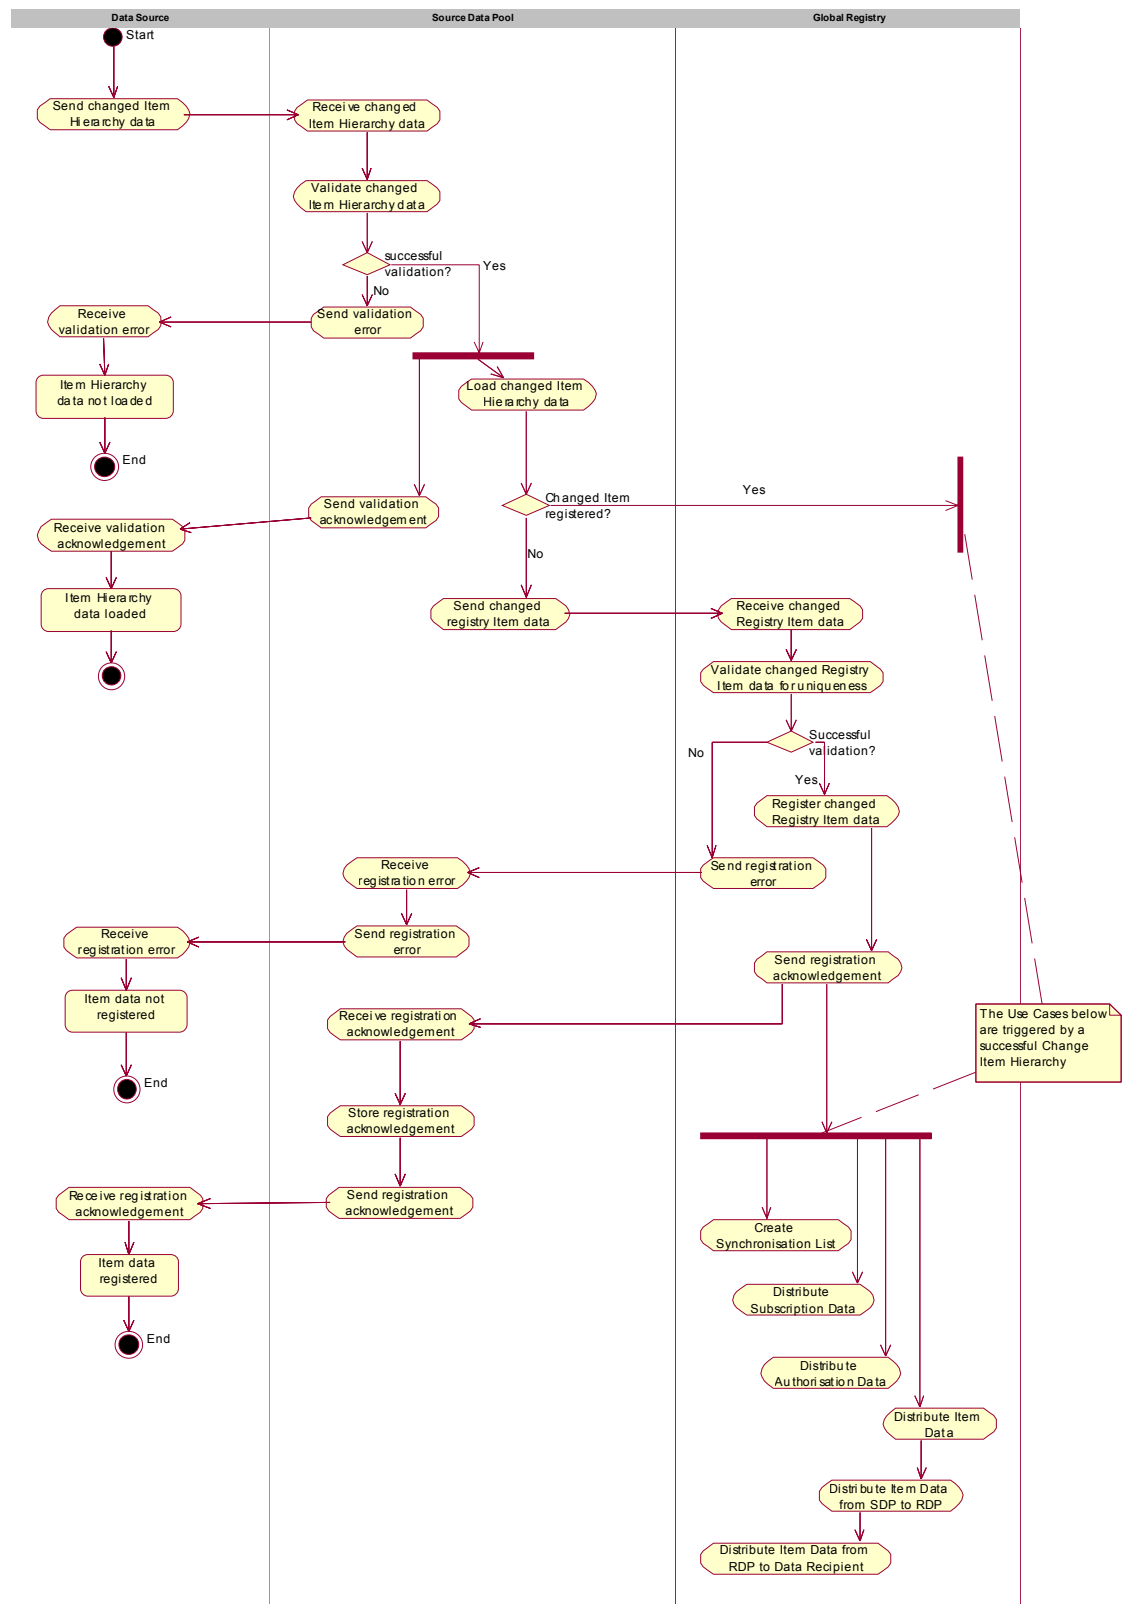 Data Source
Source Data Pool
Global Registry
Start
Send changed Item
Hierarchy data
Receive changed
Item Hierarchy data
Validate changed
Item Hierarchy data
successful
validation?
Yes
No
Send validation
error
Receive
validation error
Item Hierarchy
data not loaded
End
Load changed Item
Hierarchy data
Changed Item
registered?
Yes
No
Send validation
acknowledgement
Receive validation
acknowledgement
Item Hierarchy
data loaded
Send changed
registry Item data
Receive changed
Registry Item data
Validate changed Registry
Item data for uniqueness
Successful
validation?
No
Yes
Register changed
Registry Item data
Send registration
error
Receive
registration error
Send registration
error
Receive
registration error
Item data not
registered
End
Send registration
acknowledgement
Receive registration
acknowledgement
The Use Cases below
are triggered by a
successful Change
Item Hierarchy
Store registration
acknowledgement
Send registration
acknowledgement
Receive registration
acknowledgement
Item data
registered
End
Create
Synchronisation List
Distribute
Subscription Data
Distribute
Authorisation Data
Distribute Item
Data
Distribute Item Data
from SDP to RDP
Distribute Item Data from
RDP to Data Recipient